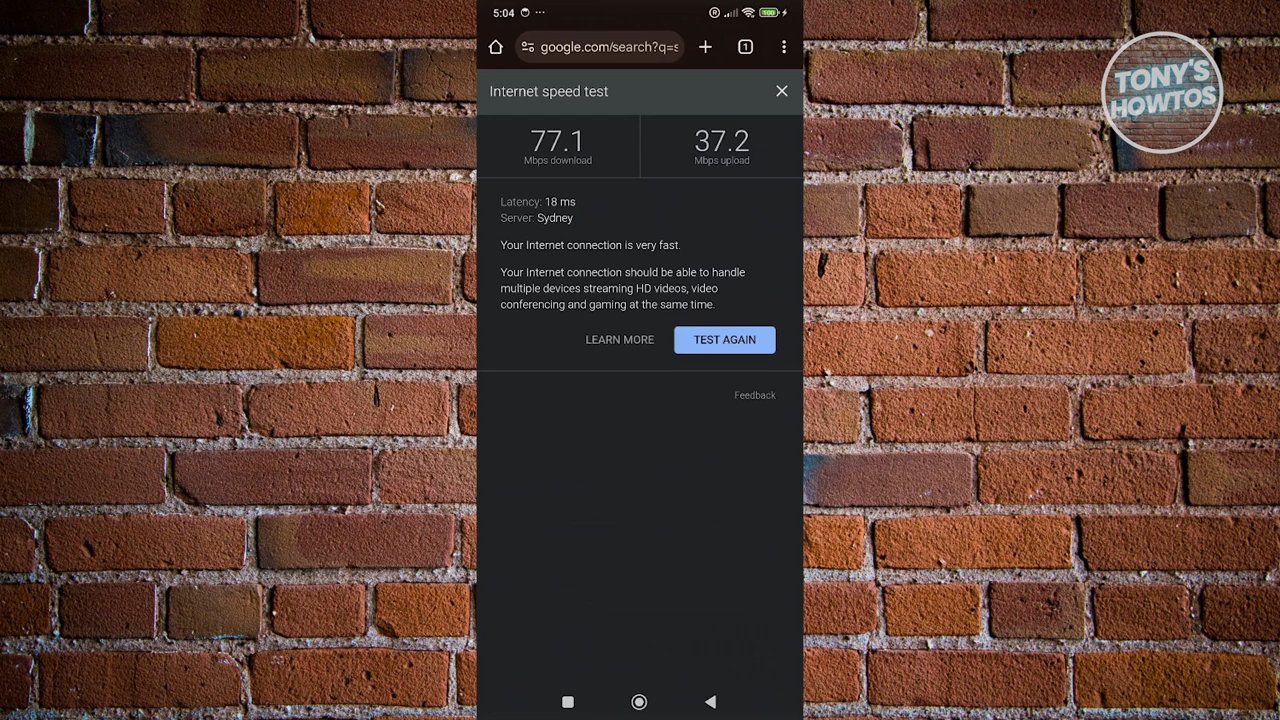 5:04
100
google.com/search?q=s
1
TONY'S
HOWTOS
Internet speed test
77.1
Mbps download
37.2
Mbps upload
Latency: 18 ms
Server: Sydney
Your Internet connection is very fast.
Your Internet connection should be able to handle
multiple devices streaming HD videos, video
conferencing and gaming at the same time.
LEARN MORE
TEST AGAIN
Feedback